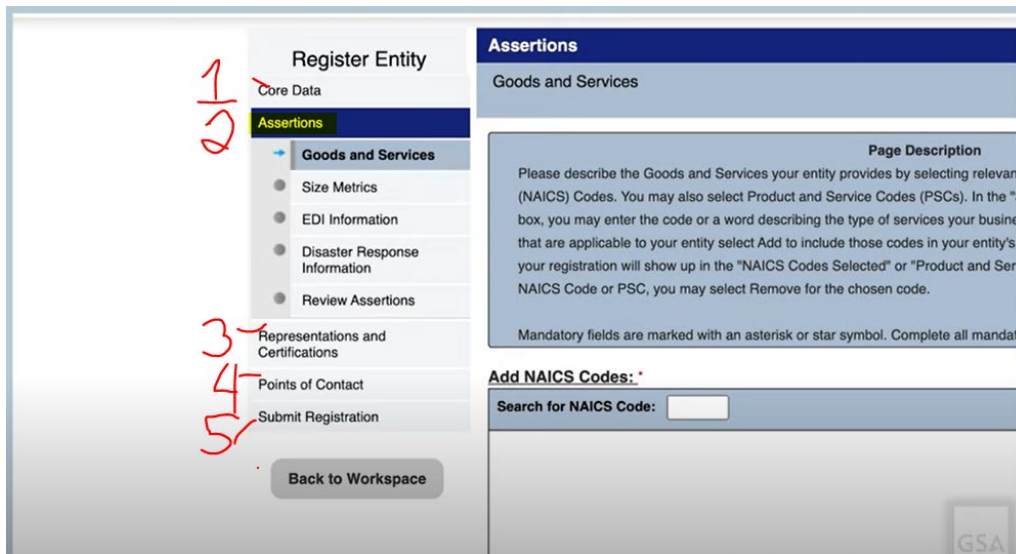 Register Entity
1 Core Data
2 Assertions
Goods and Services
Size Metrics
EDI Information
Disaster Response
Information
Review Assertions
3 Representations and
Certifications
4 Points of Contact
5 Submit Registration
Back to Workspace
Assertions
Goods and Services
Page Description
Please describe the Goods and Services your entity provides by selecting
(NAICS) Codes. You may also select Product and Service Codes (PSCs). In the "
box, you may enter the code or a word describing the type of services your
that are applicable to your entity select Add to include those codes in your entity's
your registration will show up in the "NAICS Codes Selected" or "Product and
NAICS Code or PSC, you may select Remove for the chosen code.
Mandatory fields are marked with an asterisk or star symbol. Complete all
Add NAICS Codes: *
Search for NAICS Code:
GSA